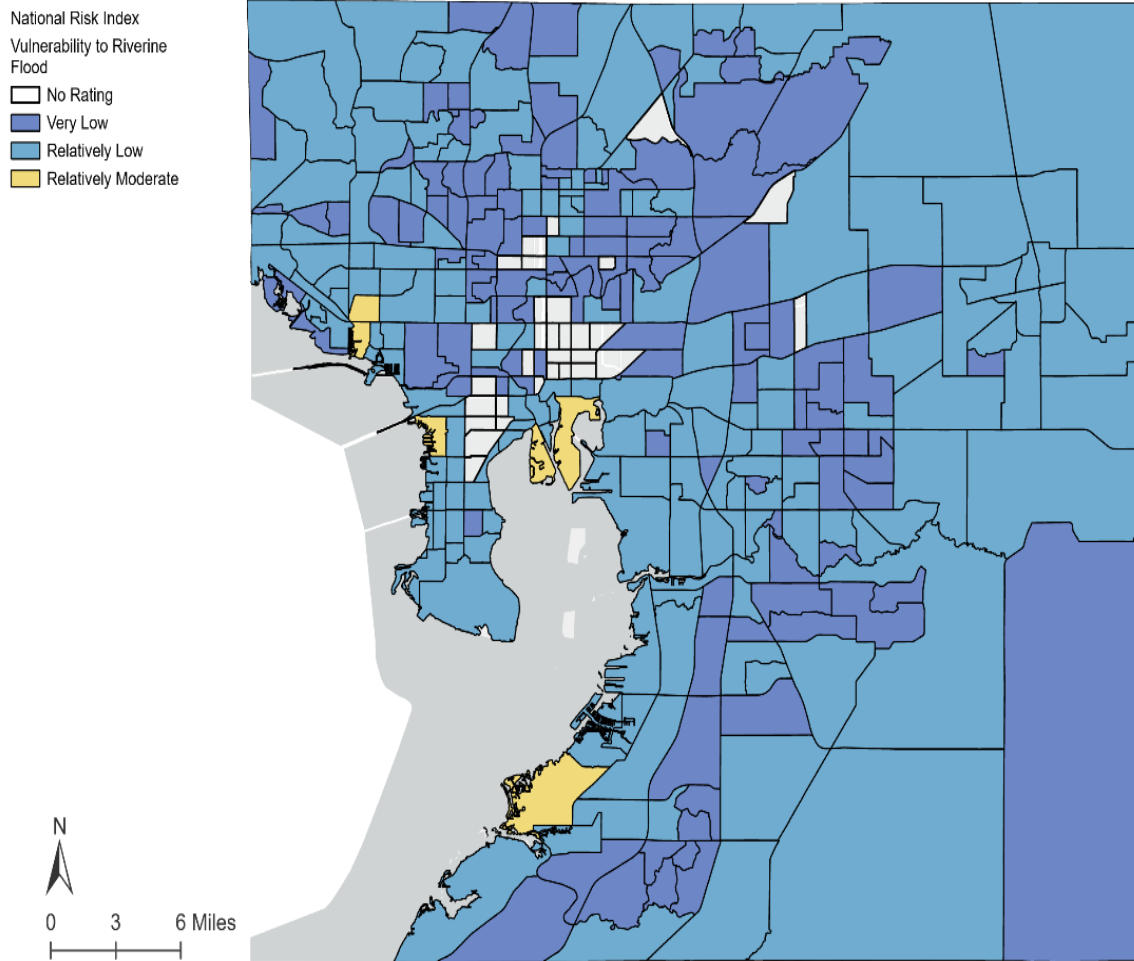 National Risk Index
Vulnerability to Riverine
Flood
No Rating
Very Low
Relatively Low
Relatively Moderate
N
0 3 6 Miles